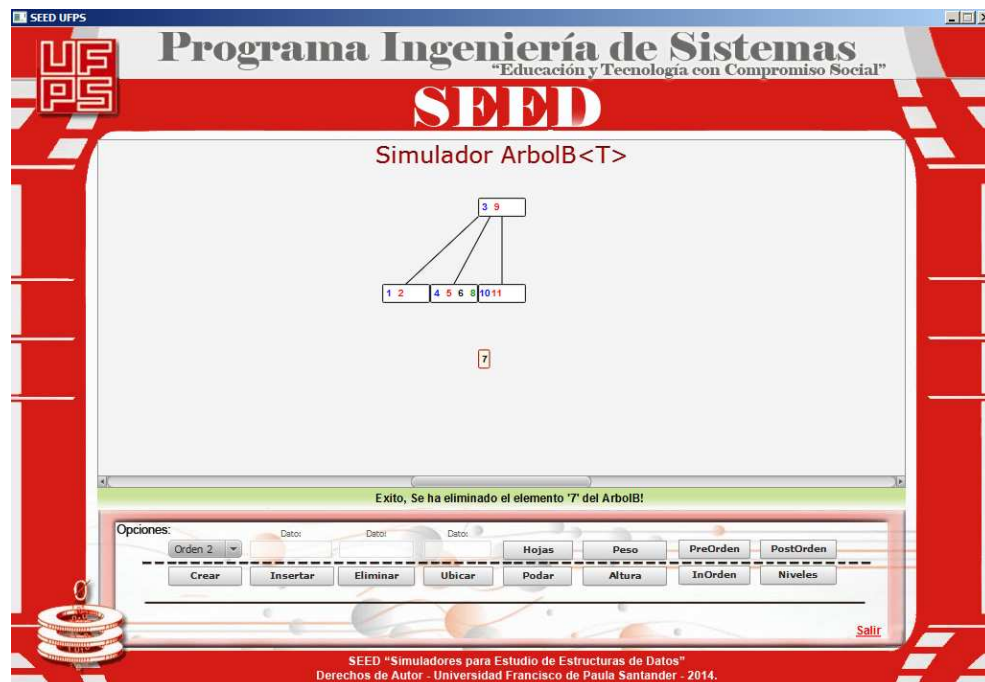 SEED UFPS
UFPS
Programa Ingeniería de Sistemas
“Educación y Tecnología con Compromiso Social”
SEED
Simulador ArbolB<T>
3 9
1 2 4 5 6 8 10 11
7
Exito, Se ha eliminado el elemento '7' del ArbolB!
Opciones:
Dato: Dato: Dato:
Orden 2 Hojas Peso PreOrden PostOrden
Crear Insertar Eliminar Ubicar Podar Altura InOrden Niveles
Salir
SEED “Simuladores para Estudio de Estructuras de Datos”
Derechos de Autor - Universidad Francisco de Paula Santander - 2014.